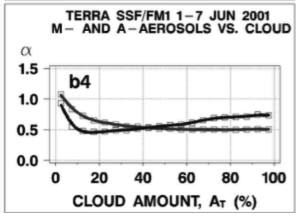 TERRA SSF/FM1 1–7 JUN 2001
M– AND A–AEROSOLS VS. CLOUD
α
1.5
b4
1.0
0.5
0.0
0 20 40 60 80 100
CLOUD AMOUNT, A_T (%)